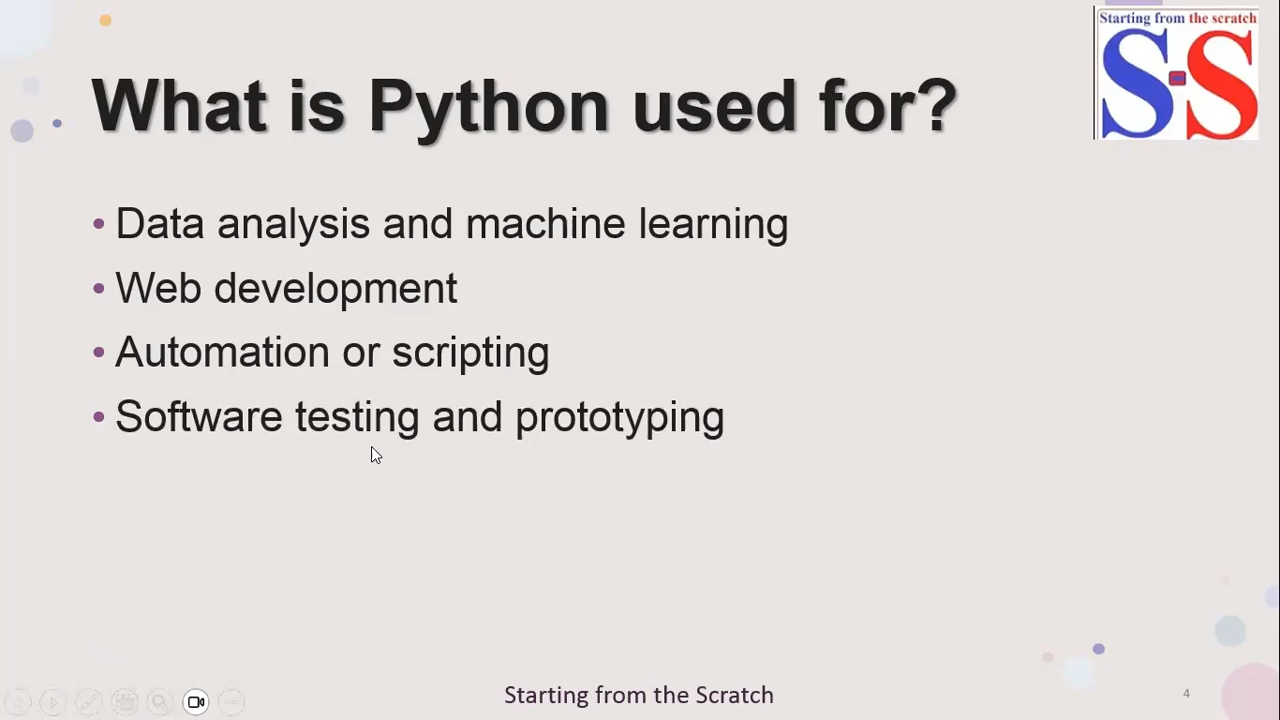 Starting from the scratch
S-S
What is Python used for?
• Data analysis and machine learning
• Web development
• Automation or scripting
• Software testing and prototyping
Starting from the Scratch
4